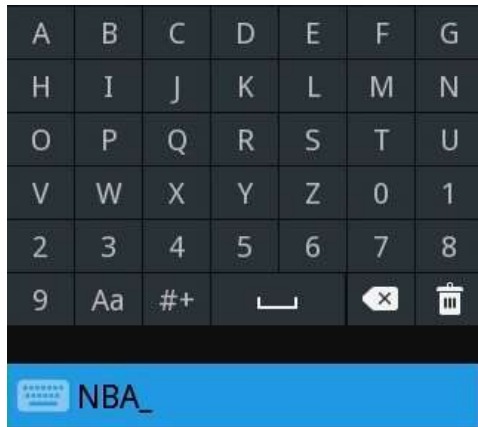 A B C D E F G
H I J K L M N
O P Q R S T U
V W X Y Z 0 1
2 3 4 5 6 7 8
9 Aa #+
NBA_